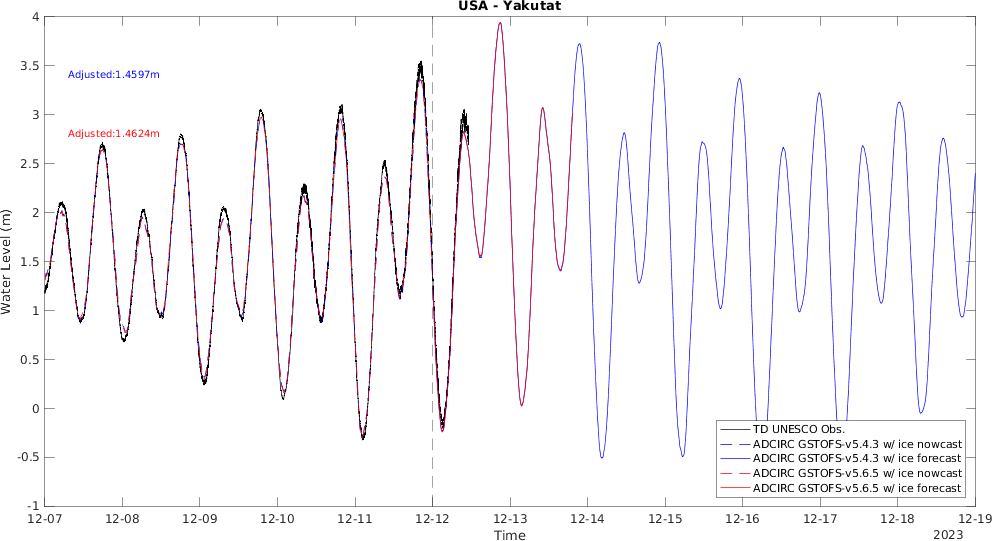 USA - Yakutat
4
3.5
3
2.5
2
1.5
1
0.5
0
-0.5
-1
Water Level (m)
Adjusted:1.4597m
Adjusted:1.4624m
TD UNESCO Obs.
ADCIRC GSTOFS-v5.4.3 w/ ice nowcast
ADCIRC GSTOFS-v5.4.3 w/ ice forecast
ADCIRC GSTOFS-v5.6.5 w/ ice nowcast
ADCIRC GSTOFS-v5.6.5 w/ ice forecast
12-07 12-08 12-09 12-10 12-11 12-12 12-13 12-14 12-15 12-16 12-17 12-18 12-19
Time
2023